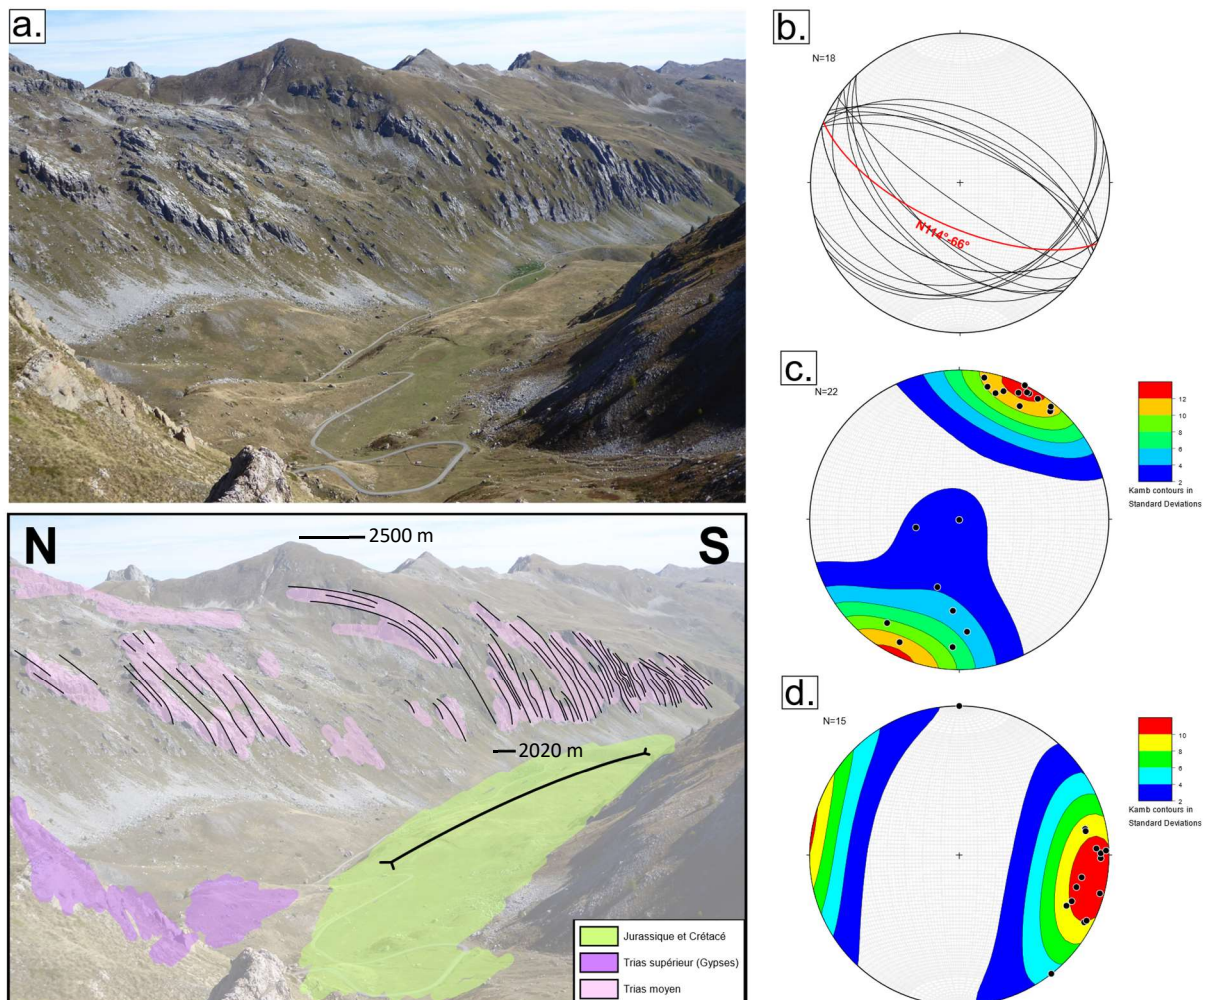 a.
N
S
2500 m
2020 m
Jurassique et Crétacé
Trias supérieur (Gypses)
Trias moyen
b.
N=18
N114°-66°
c.
N=22
12
10
8
6
4
2
Kamb contours in
Standard Deviations
d.
N=15
10
8
6
4
2
Kamb contours in
Standard Deviations